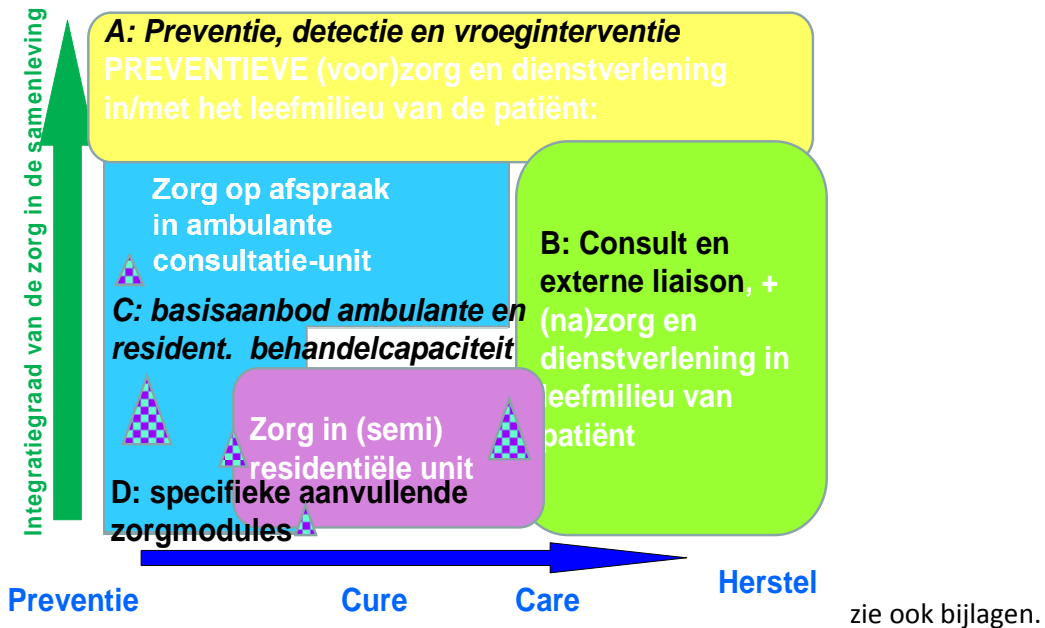 Integratiegraad van de zorg in de samenleving
A: Preventie, detectie en vroeginterventie
PREVENTIEVE (voor)zorg en dienstverlening
in/met het leefmilieu van de patiënt:
Zorg op afspraak
in ambulante
consultatie-unit
C: basisaanbod ambulante en
resident. behandelcapaciteit
B: Consult en
externe liaison, +
(na)zorg en
dienstverlening in
leefmilieu van
patiënt
Zorg in (semi)
residentiële unit
D: specifieke aanvullende
zorgmodules
Preventie
Cure
Care
Herstel
zie ook bijlagen.